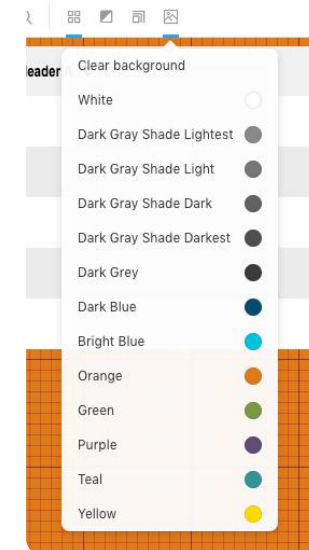 eader
Clear background
White
Dark Gray Shade Lightest
Dark Gray Shade Light
Dark Gray Shade Dark
Dark Gray Shade Darkest
Dark Grey
Dark Blue
Bright Blue
Orange
Green
Purple
Teal
Yellow